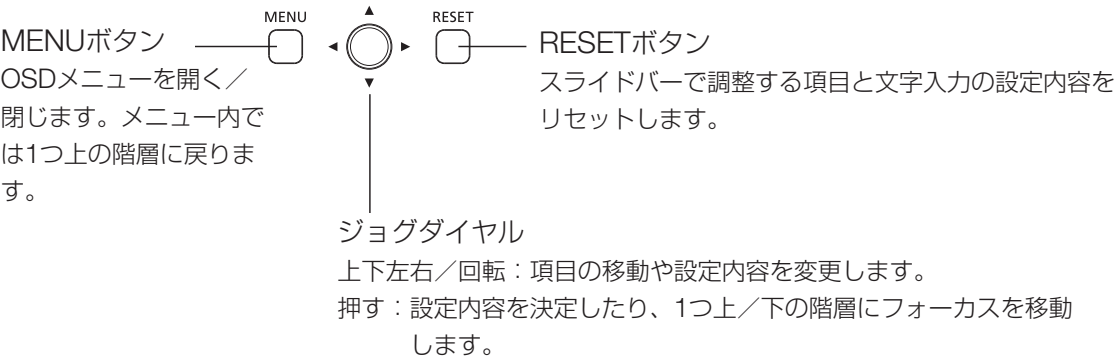 MENU
RESET
MENUボタン
OSDメニューを開く／
閉じます。メニュー内で
は1つ上の階層に戻りま
す。
RESETボタン
スライドバーで調整する項目と文字入力の設定内容を
リセットします。
ジョグダイヤル
上下左右／回転：項目の移動や設定内容を変更します。
押す：設定内容を決定したり、1つ上／下の階層にフォーカスを移動
します。